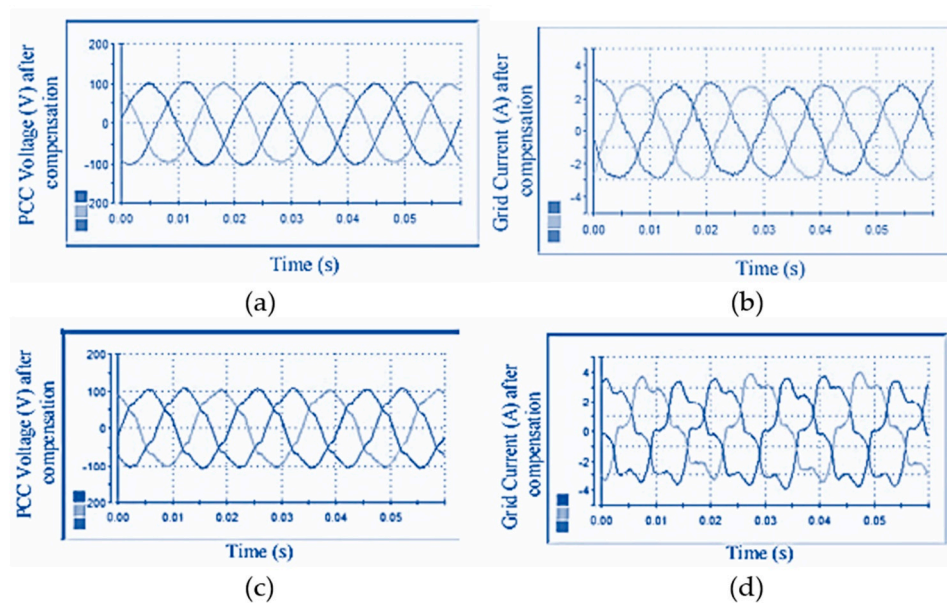 PCC Voltage (V) after
compensation
200
100
0
-100
200
0.00 0.01 0.02 0.03 0.04 0.05
Time (s)
(a)
Grid Current (A) after
compensation
4
2
0
-2
-4
0.00 0.01 0.02 0.03 0.04 0.05
Time (s)
(b)
PCC Voltage (V) after
compensation
200
100
0
-100
200
0.00 0.01 0.02 0.03 0.04 0.05
Time (s)
(c)
Grid Current (A) after
compensation
4
2
0
-2
-4
0.00 0.01 0.02 0.03 0.04 0.05
Time (s)
(d)